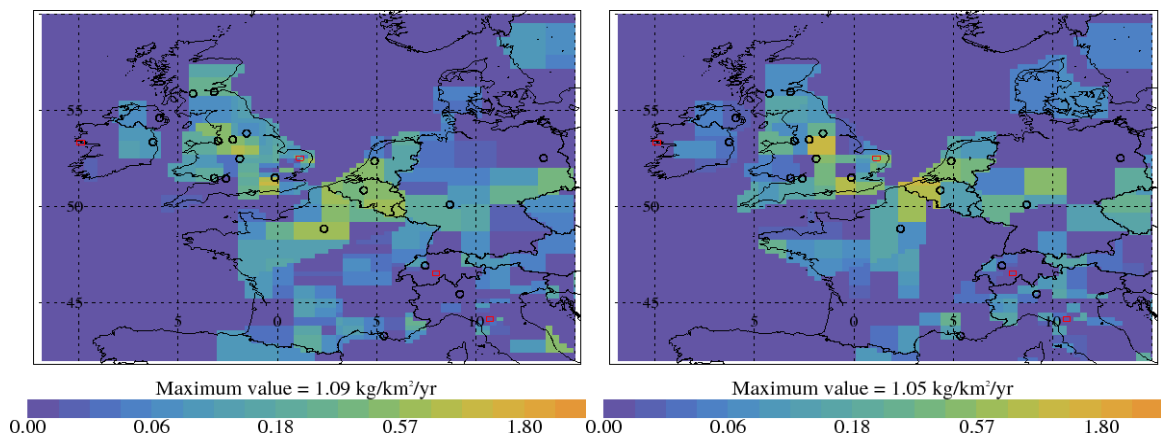 55 55
50 50
45 45
5 0 5 10 5 0 5 10
Maximum value = 1.09 kg/km²/yr Maximum value = 1.05 kg/km²/yr
0.00 0.06 0.18 0.57 1.80 0.00 0.06 0.18 0.57 1.80